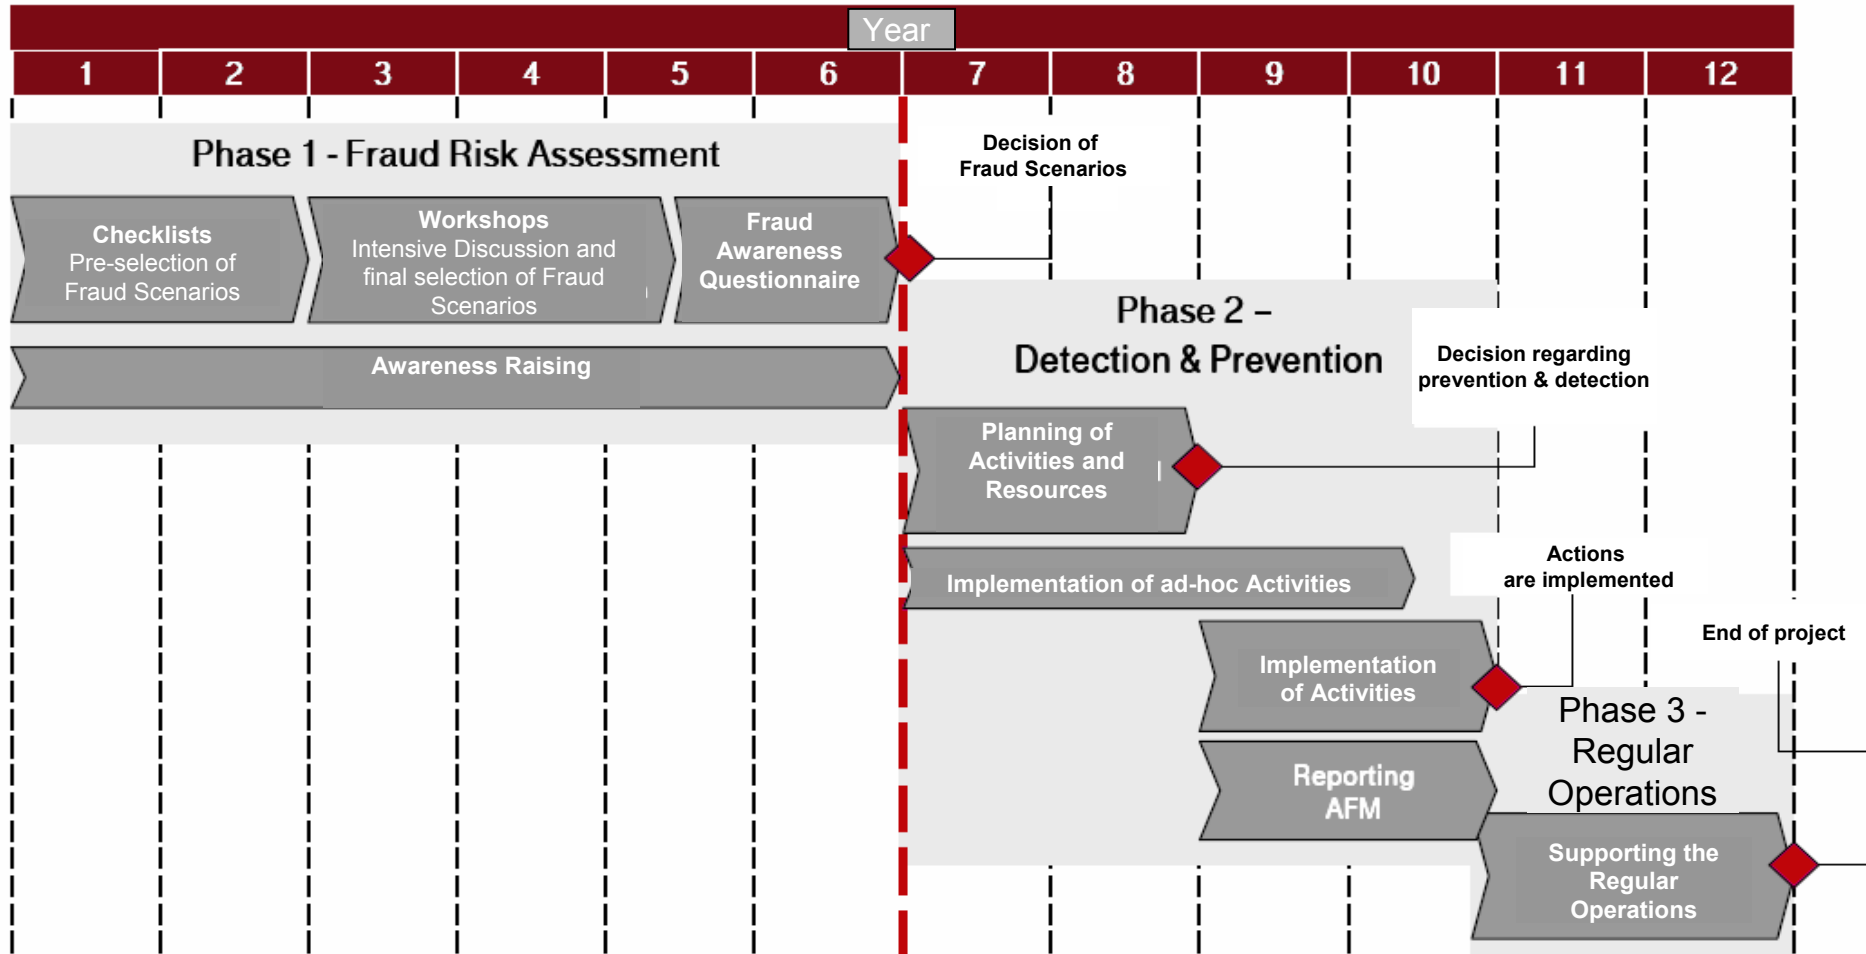 Year
1 2 3 4 5 6 7 8 9 10 11 12
Phase 1 - Fraud Risk Assessment
Decision of
Fraud Scenarios
Checklists
Pre-selection of
Fraud Scenarios
Workshops
Intensive Discussion and
final selection of Fraud
Scenarios
Fraud
Awareness
Questionnaire
Awareness Raising
Phase 2 –
Detection & Prevention
Decision regarding
prevention & detection
Planning of
Activities and
Resources
Implementation of ad-hoc Activities
Actions
are implemented
End of project
Implementation
of Activities
Phase 3 -
Regular
Operations
Reporting
AFM
Supporting the
Regular
Operations